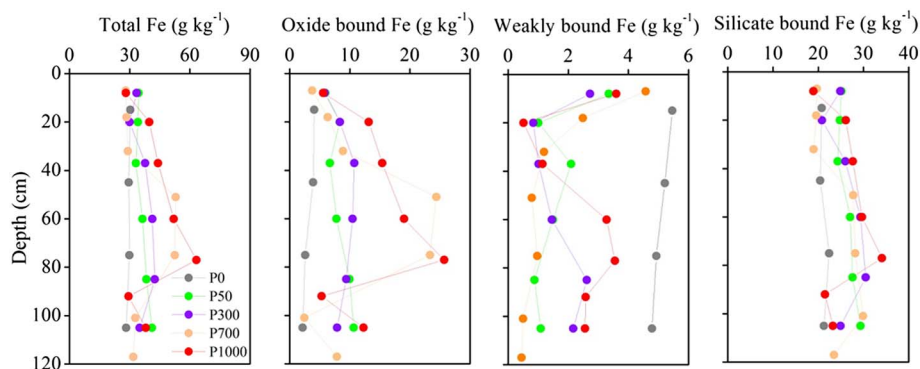 Total Fe (g kg⁻¹) Oxide bound Fe (g kg⁻¹) Weakly bound Fe (g kg⁻¹) Silicate bound Fe (g kg⁻¹)
0 30 60 90 0 10 20 30 0 2 4 6 0 10 20 30 40
0
20
40
60
80
100
120
Depth (cm)
P0
P50
P300
P700
P1000